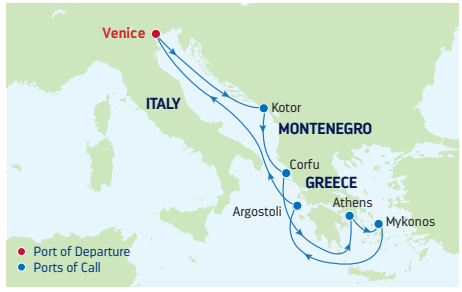 Venice
ITALY
Kotor
MONTENEGRO
Corfu
GREECE
Argostoli
Athens
Mykonos
Port of Departure
Ports of Call